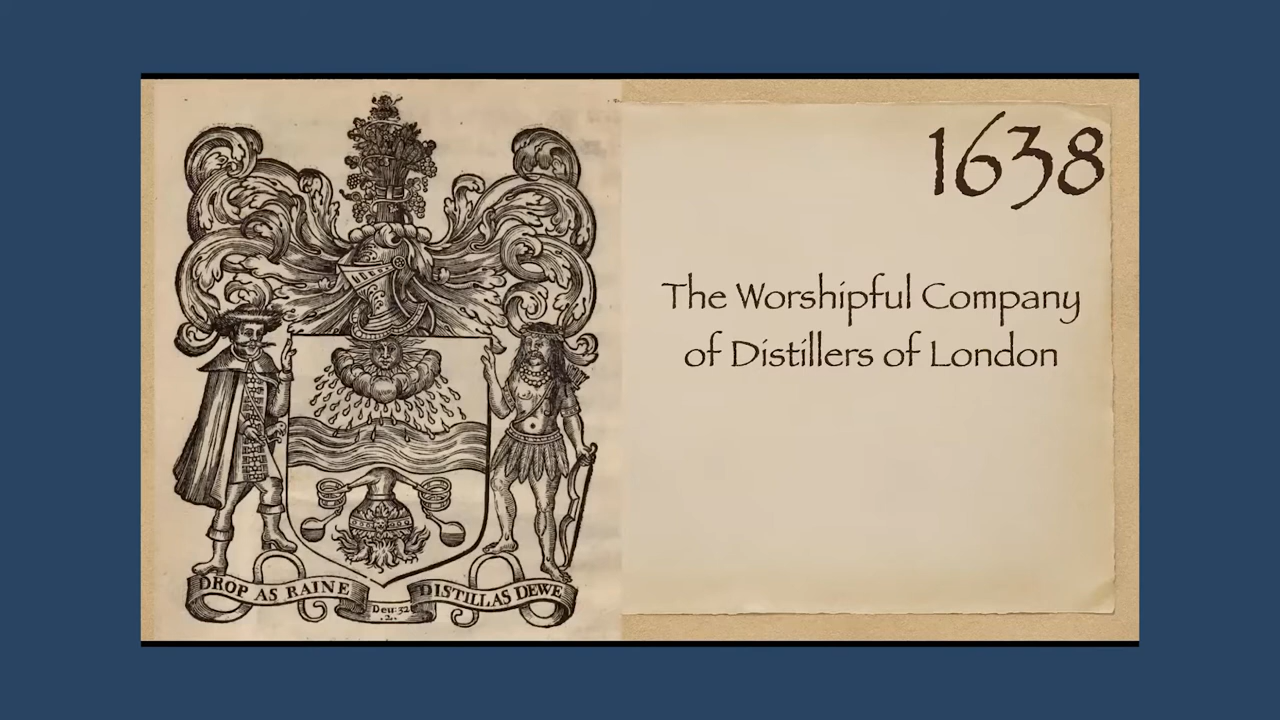 1638
The Worshipful Company
of Distillers of London
DROP AS RAINE
DISTILL AS DEWE
Deu: 32
.2.